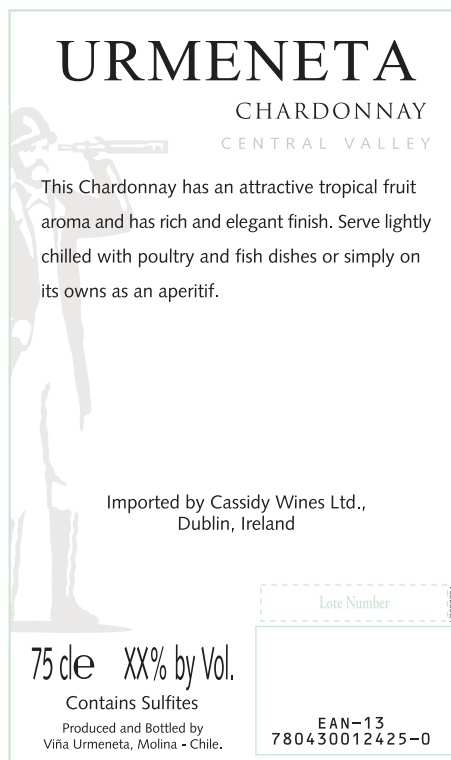 URMENETA
CHARDONNAY
CENTRAL VALLEY
This Chardonnay has an attractive tropical fruit
aroma and has rich and elegant finish. Serve lightly
chilled with poultry and fish dishes or simply on
its owns as an aperitif.
Imported by Cassidy Wines Ltd.,
Dublin, Ireland
Lote Number
75 cl℮ XX% by Vol.
Contains Sulfites
Produced and Bottled by
Viña Urmeneta, Molina - Chile.
EAN-13
780430012425-0